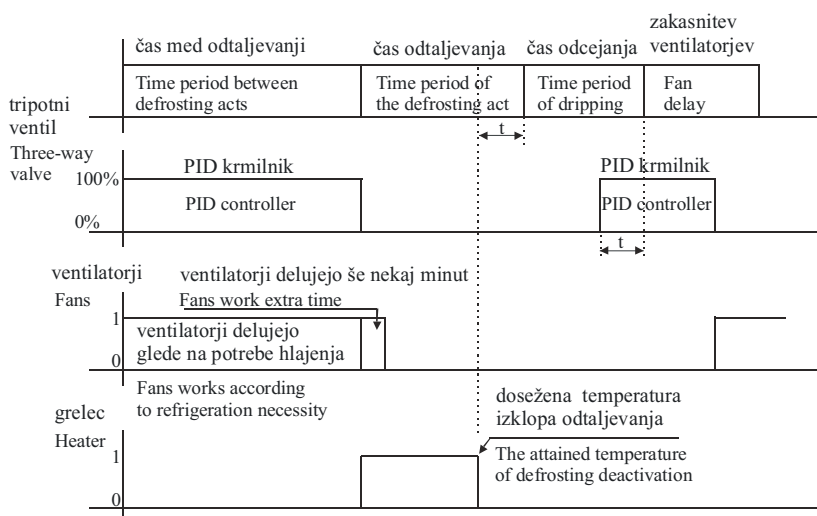 zakasnitev
ventilatorjev
čas med odtaljevanji
čas odtaljevanja
čas odcejanja
Time period between
defrosting acts
Time period of
the defrosting act
Time period
of dripping
Fan
delay
tripotni
ventil
t
Three-way
valve
100%
0%
PID krmilnik
PID controller
PID krmilnik
PID controller
t
ventilatorji
Fans
1
0
ventilatorji delujejo še nekaj minut
Fans work extra time
ventilatorji delujejo
glede na potrebe hlajenja
Fans works according
to refrigeration necessity
grelec
Heater
1
0
dosežena temperatura
izklopa odtaljevanja
The attained temperature
of defrosting deactivation